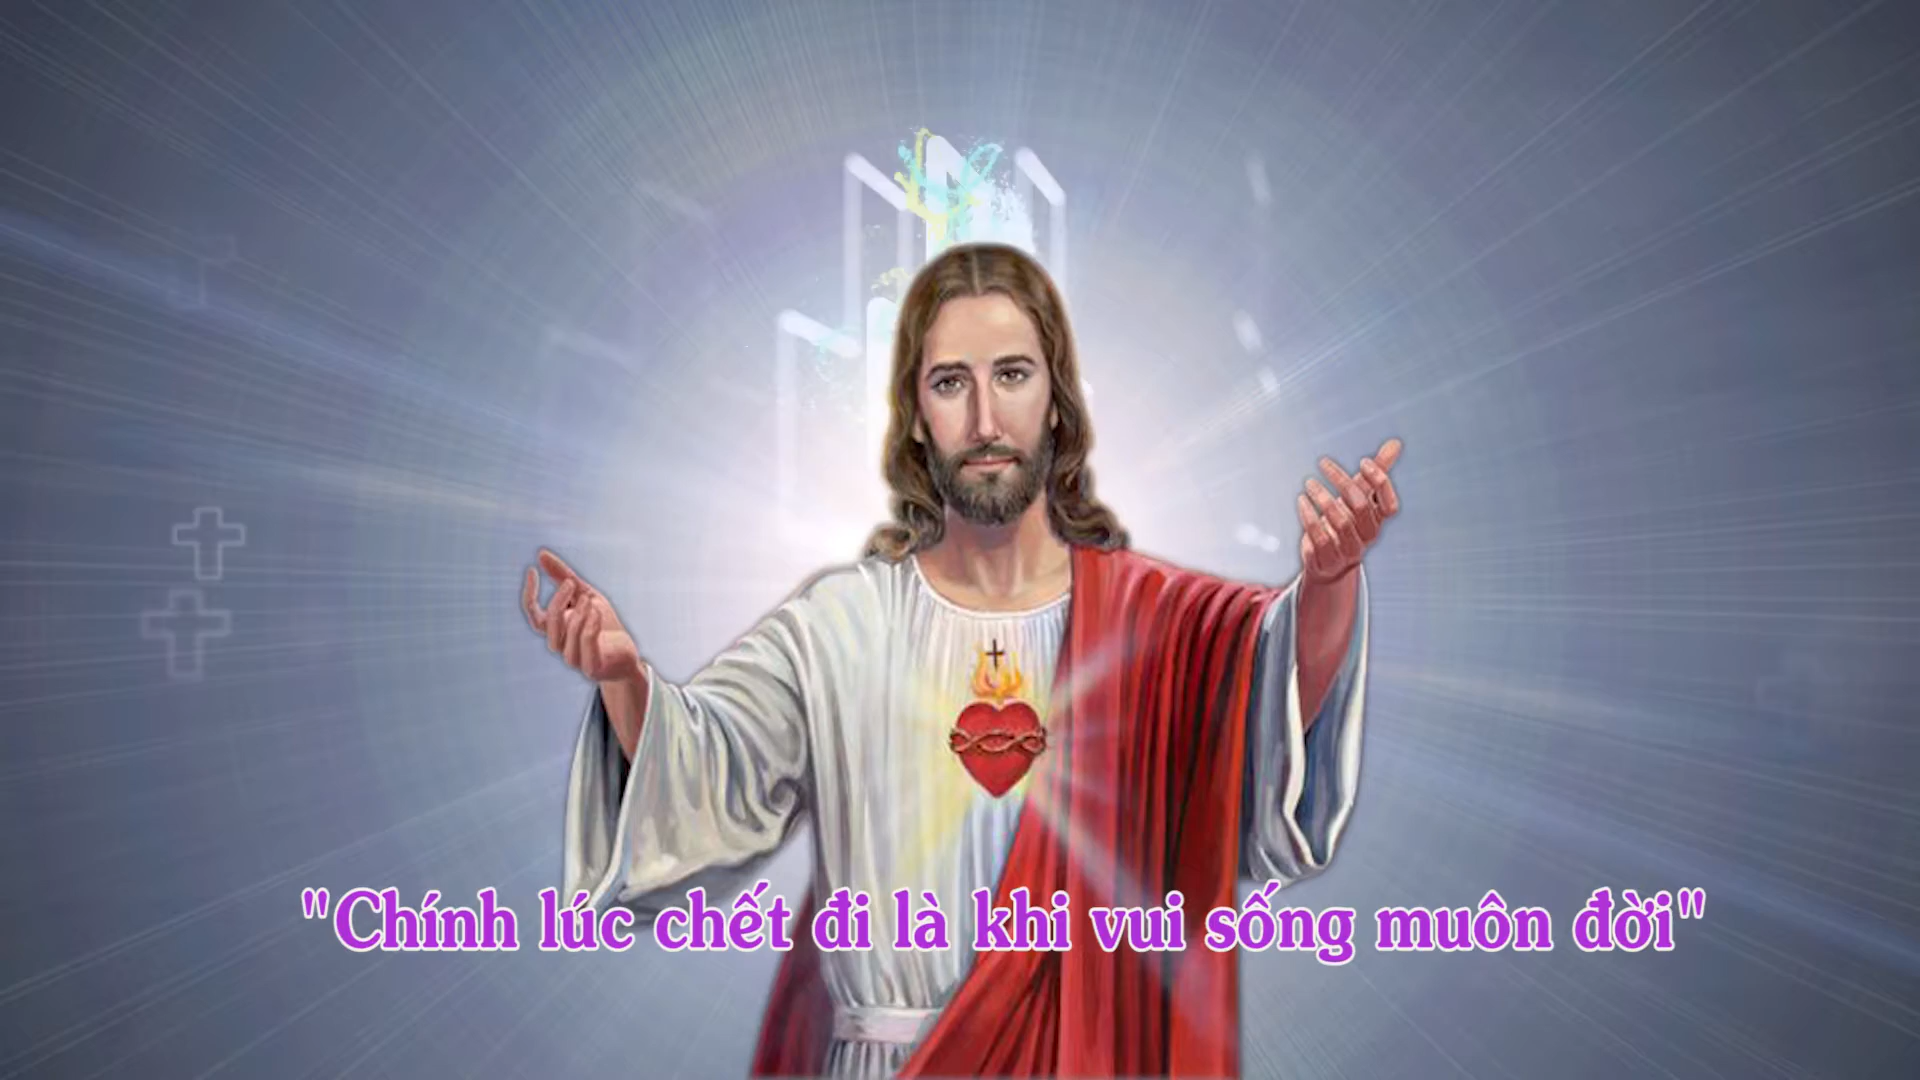 "Chính lúc chết đi là khi vui sống muôn đời"